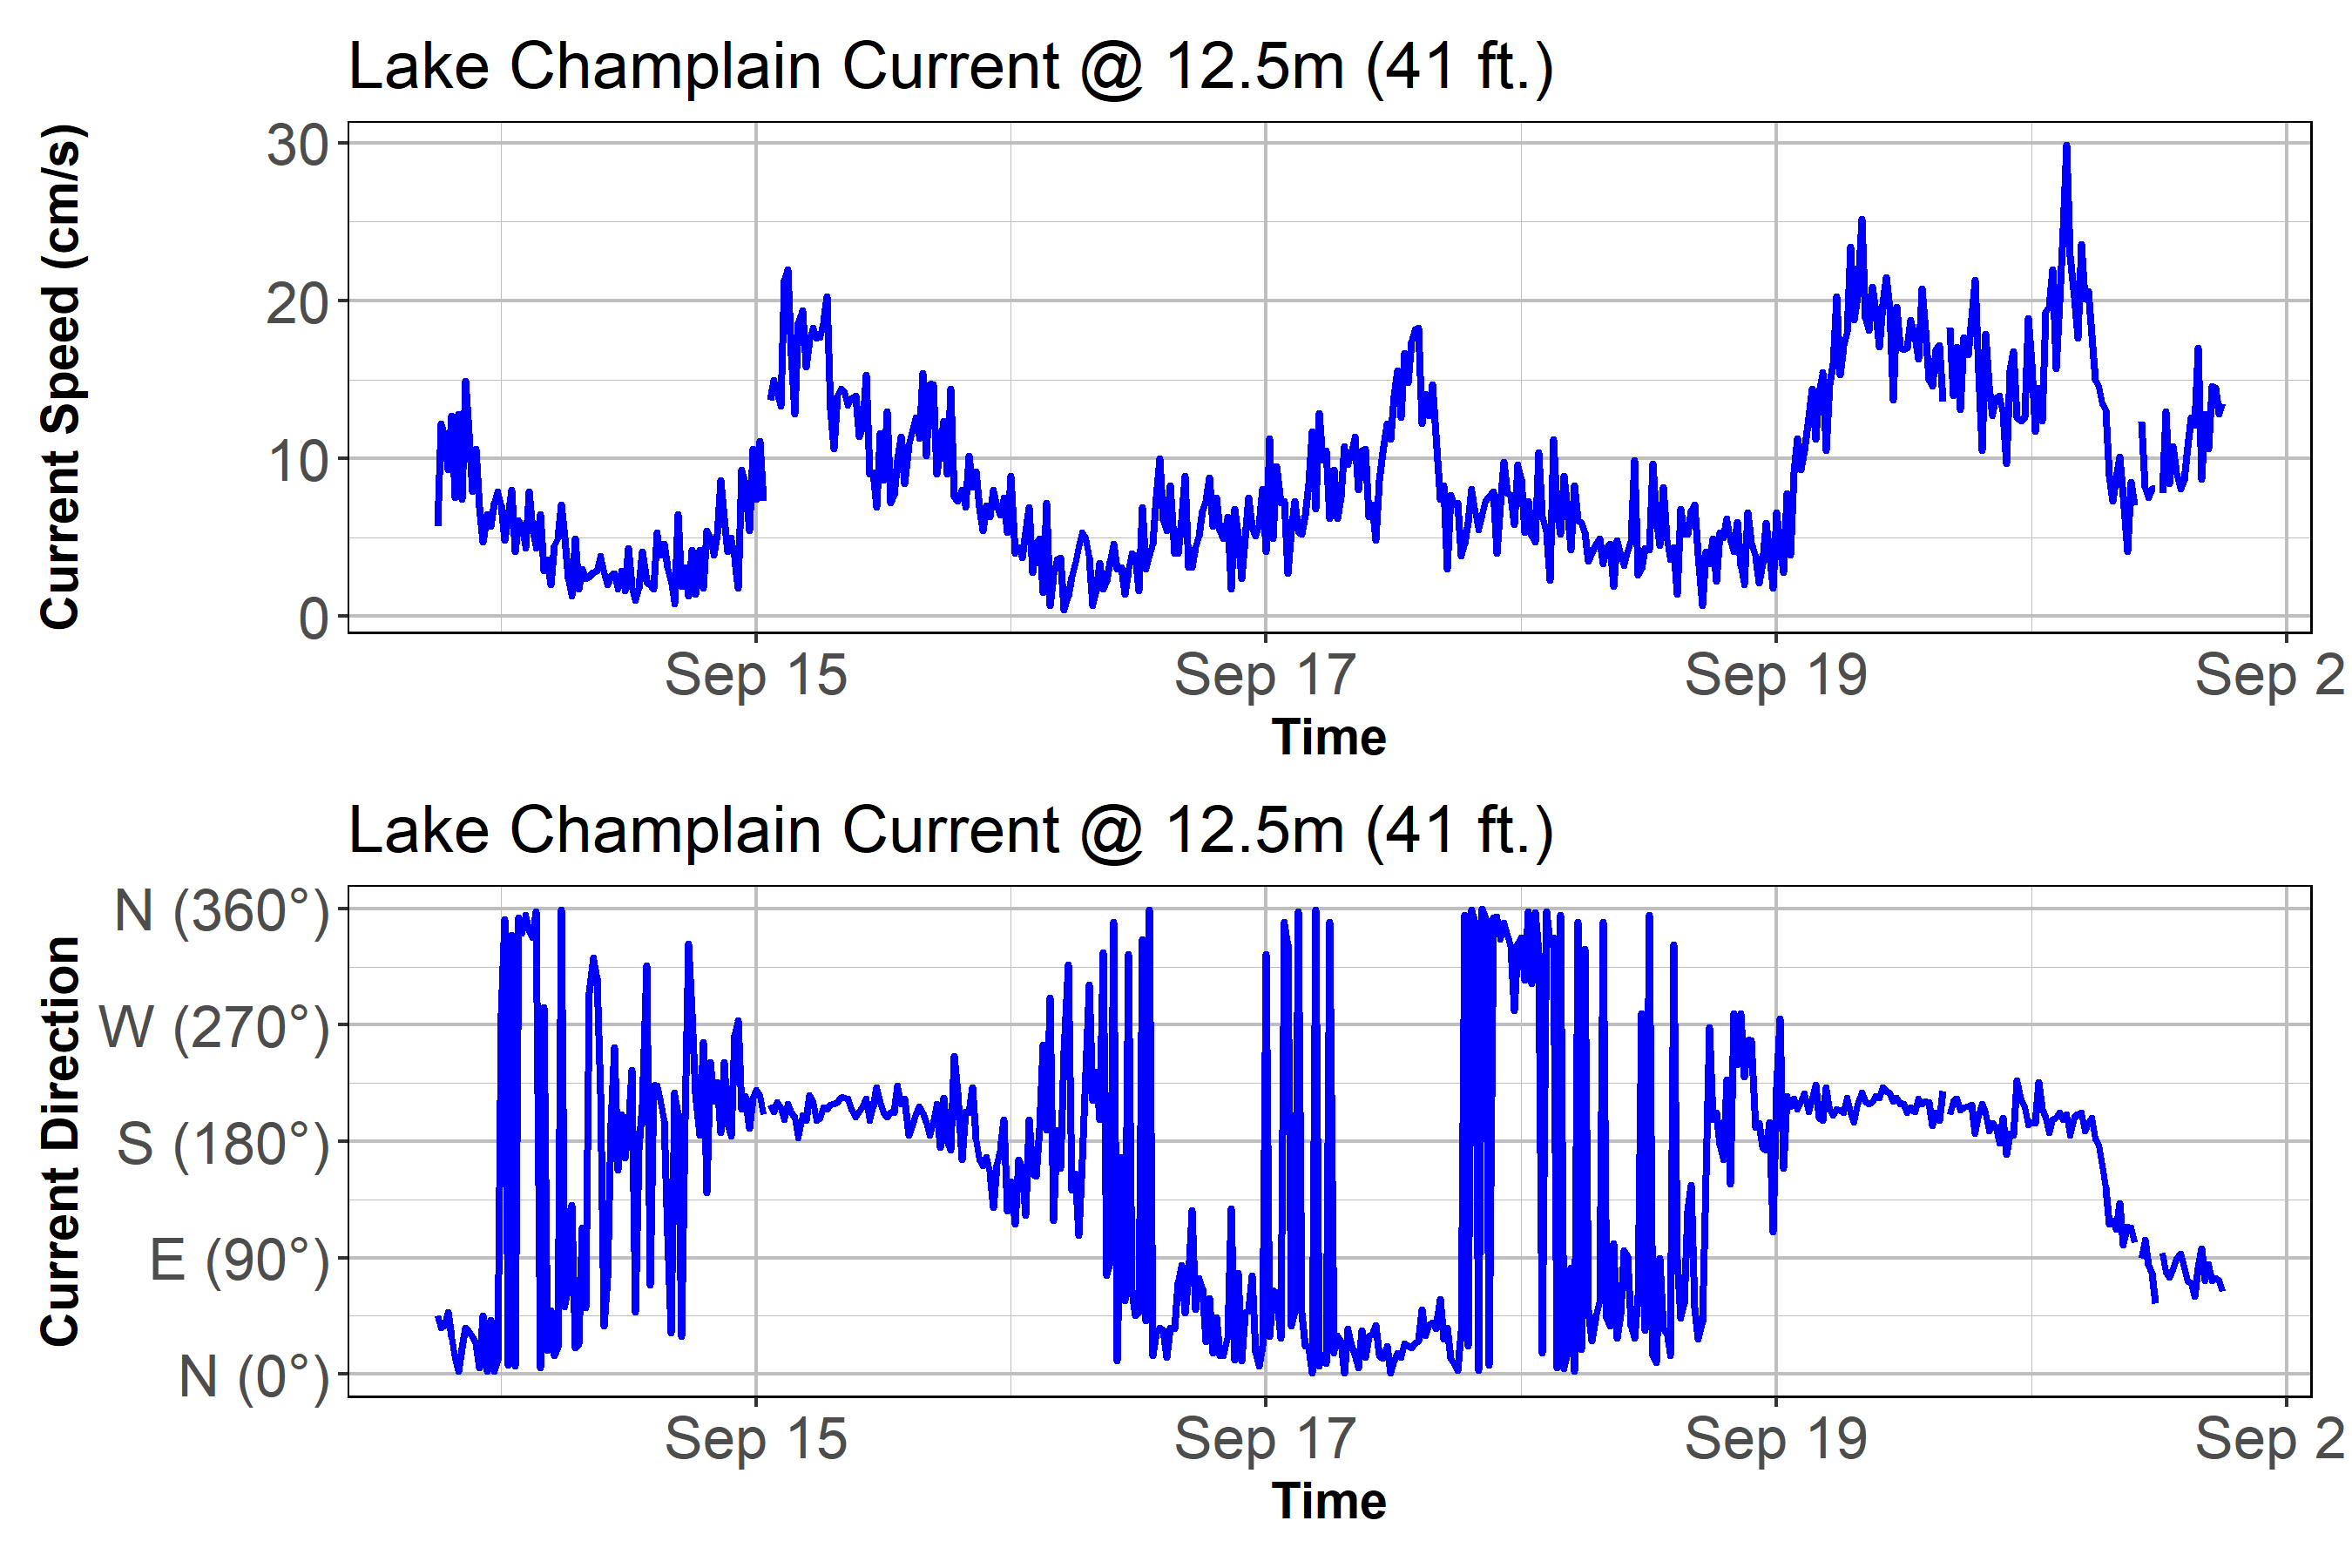 Lake Champlain Current @ 12.5m (41 ft.)
Current Speed (cm/s)
30
20
10
0
Sep 15 Sep 17 Sep 19 Sep 2
Time
Lake Champlain Current @ 12.5m (41 ft.)
Current Direction
N (360°)
W (270°)
S (180°)
E (90°)
N (0°)
Sep 15 Sep 17 Sep 19 Sep 2
Time